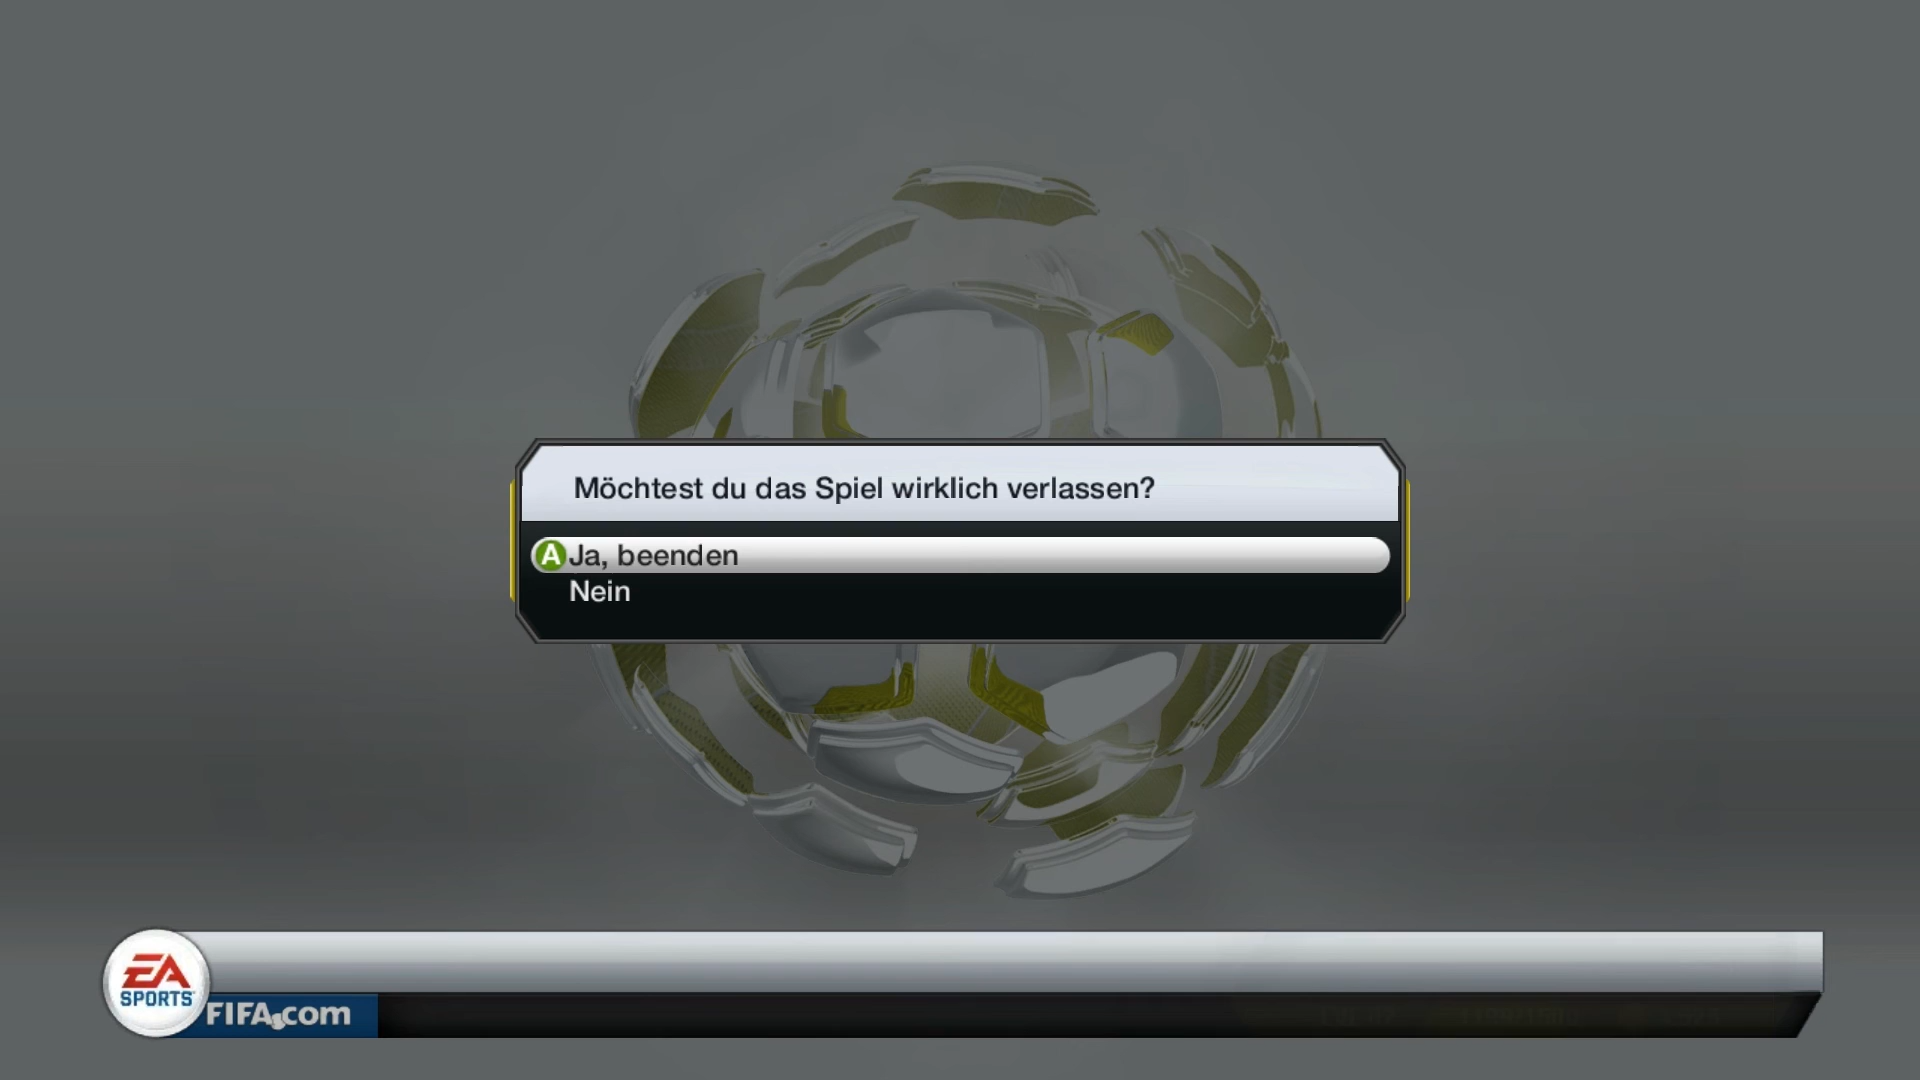 Möchtest du das Spiel wirklich verlassen?
A Ja, beenden
Nein
EA
SPORTS
FIFA.com